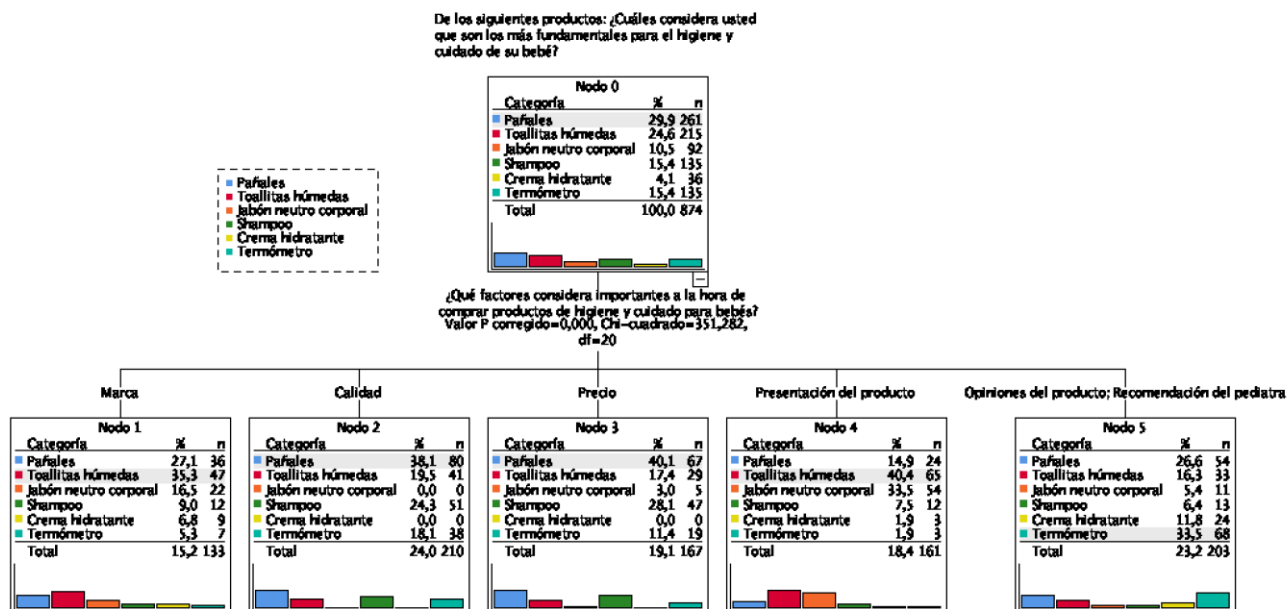 De los siguientes productos: ¿Cuáles considera usted
que son los más fundamentales para el higiene y
cuidado de su bebé?
Nodo 0
Categoría % n
Pañales 29,9 261
Toallitas húmedas 24,6 215
Jabón neutro corporal 10,5 92
Shampoo 15,4 135
Crema hidratante 4,1 36
Termómetro 15,4 135
Total 100,0 874
Pañales
Toallitas húmedas
Jabón neutro corporal
Shampoo
Crema hidratante
Termómetro
¿Qué factores considera importantes a la hora de
comprar productos de higiene y cuidado para bebés?
Valor P corregido=0,000, Chi-cuadrado=351,282,
df=20
Marca
Nodo 1
Categoría % n
Pañales 27,1 36
Toallitas húmedas 35,3 47
Jabón neutro corporal 16,5 22
Shampoo 9,0 12
Crema hidratante 6,8 9
Termómetro 5,3 7
Total 15,2 133
Calidad
Nodo 2
Categoría % n
Pañales 38,1 80
Toallitas húmedas 19,5 41
Jabón neutro corporal 0,0 0
Shampoo 24,3 51
Crema hidratante 0,0 0
Termómetro 18,1 38
Total 24,0 210
Precio
Nodo 3
Categoría % n
Pañales 40,1 67
Toallitas húmedas 17,4 29
Jabón neutro corporal 3,0 5
Shampoo 28,1 47
Crema hidratante 0,0 0
Termómetro 11,4 19
Total 19,1 167
Presentación del producto
Nodo 4
Categoría % n
Pañales 14,9 24
Toallitas húmedas 40,4 65
Jabón neutro corporal 33,5 54
Shampoo 7,5 12
Crema hidratante 1,9 3
Termómetro 1,9 3
Total 18,4 161
Opiniones del producto; Recomendación del pediatra
Nodo 5
Categoría % n
Pañales 26,6 54
Toallitas húmedas 16,3 33
Jabón neutro corporal 5,4 11
Shampoo 6,4 13
Crema hidratante 11,8 24
Termómetro 33,5 68
Total 23,2 203